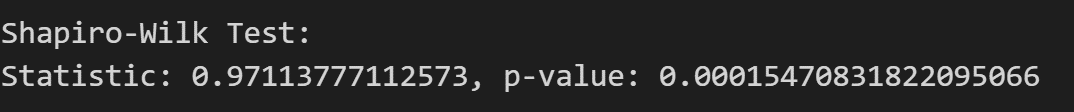 Shapiro-Wilk Test:
Statistic: 0.97113777112573, p-value: 0.00015470831822095066